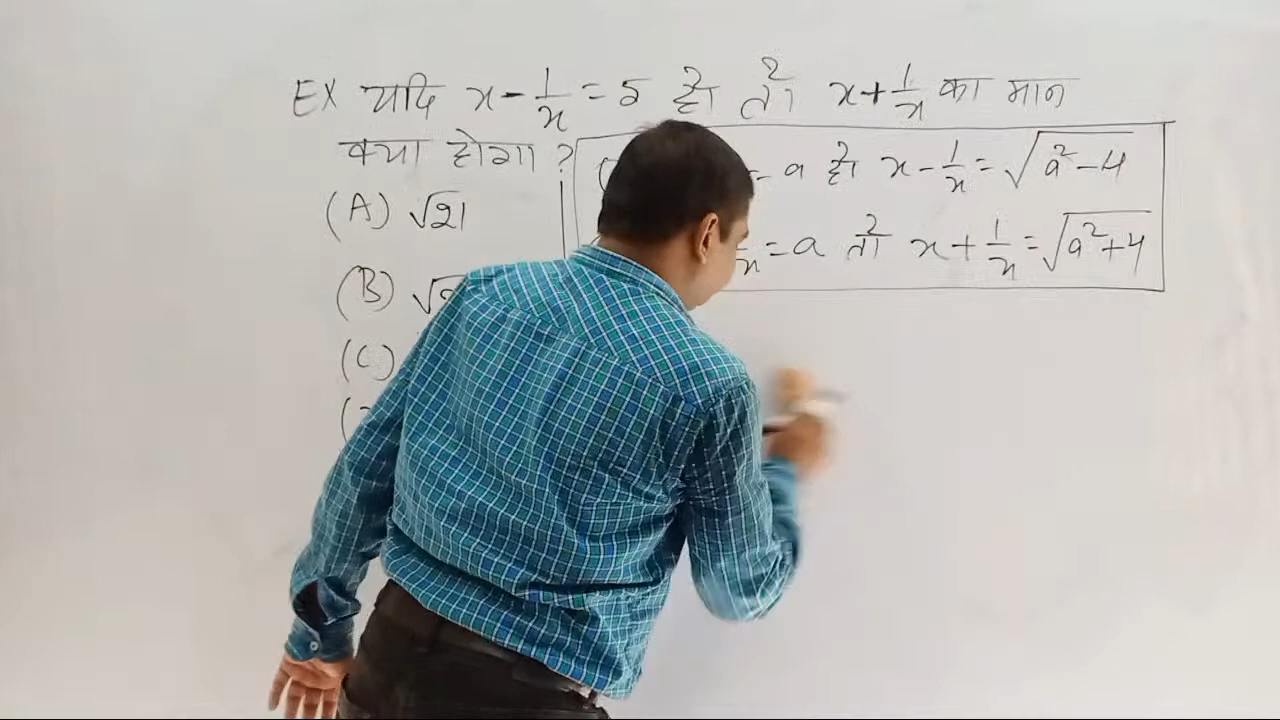 EX यदि x - 1/x = 5 है तो x + 1/x का मान
क्या होगा ?
(A) √21
(B)
(C)
= a है x - 1/x = √a² - 4
= a तो x + 1/x = √a² + 4